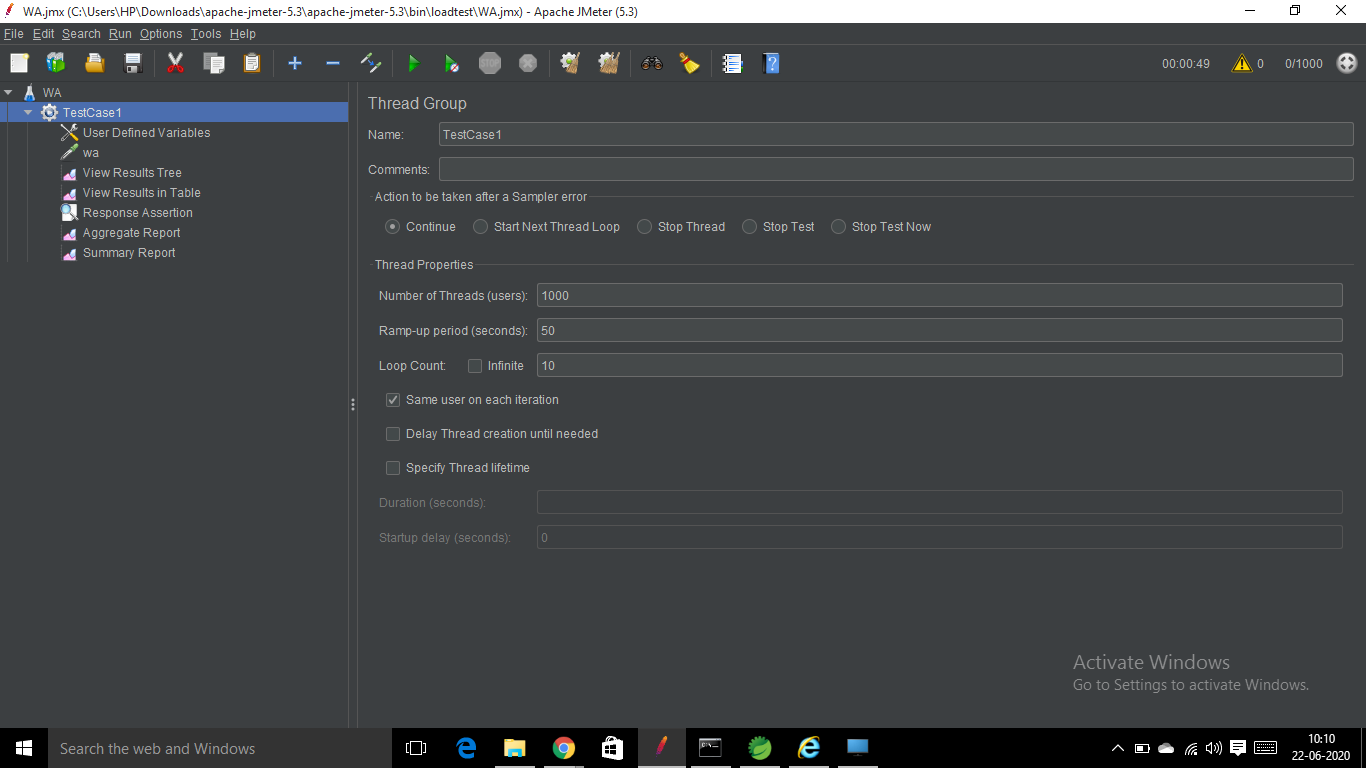 WA.jmx (C:\Users\HP\Downloads\apache-jmeter-5.3\apache-jmeter-5.3\bin\loadtest\WA.jmx) - Apache JMeter (5.3)
File Edit Search Run Options Tools Help
STOP 00:00:49 0 0/1000
WA
TestCase1
User Defined Variables
wa
View Results Tree
View Results in Table
Response Assertion
Aggregate Report
Summary Report
Thread Group
Name: TestCase1
Comments:
Action to be taken after a Sampler error
Continue Start Next Thread Loop Stop Thread Stop Test Stop Test Now
Thread Properties
Number of Threads (users): 1000
Ramp-up period (seconds): 50
Loop Count: Infinite 10
Same user on each iteration
Delay Thread creation until needed
Specify Thread lifetime
Duration (seconds):
Startup delay (seconds): 0
Activate Windows
Go to Settings to activate Windows.
Search the web and Windows
10:10
22-06-2020